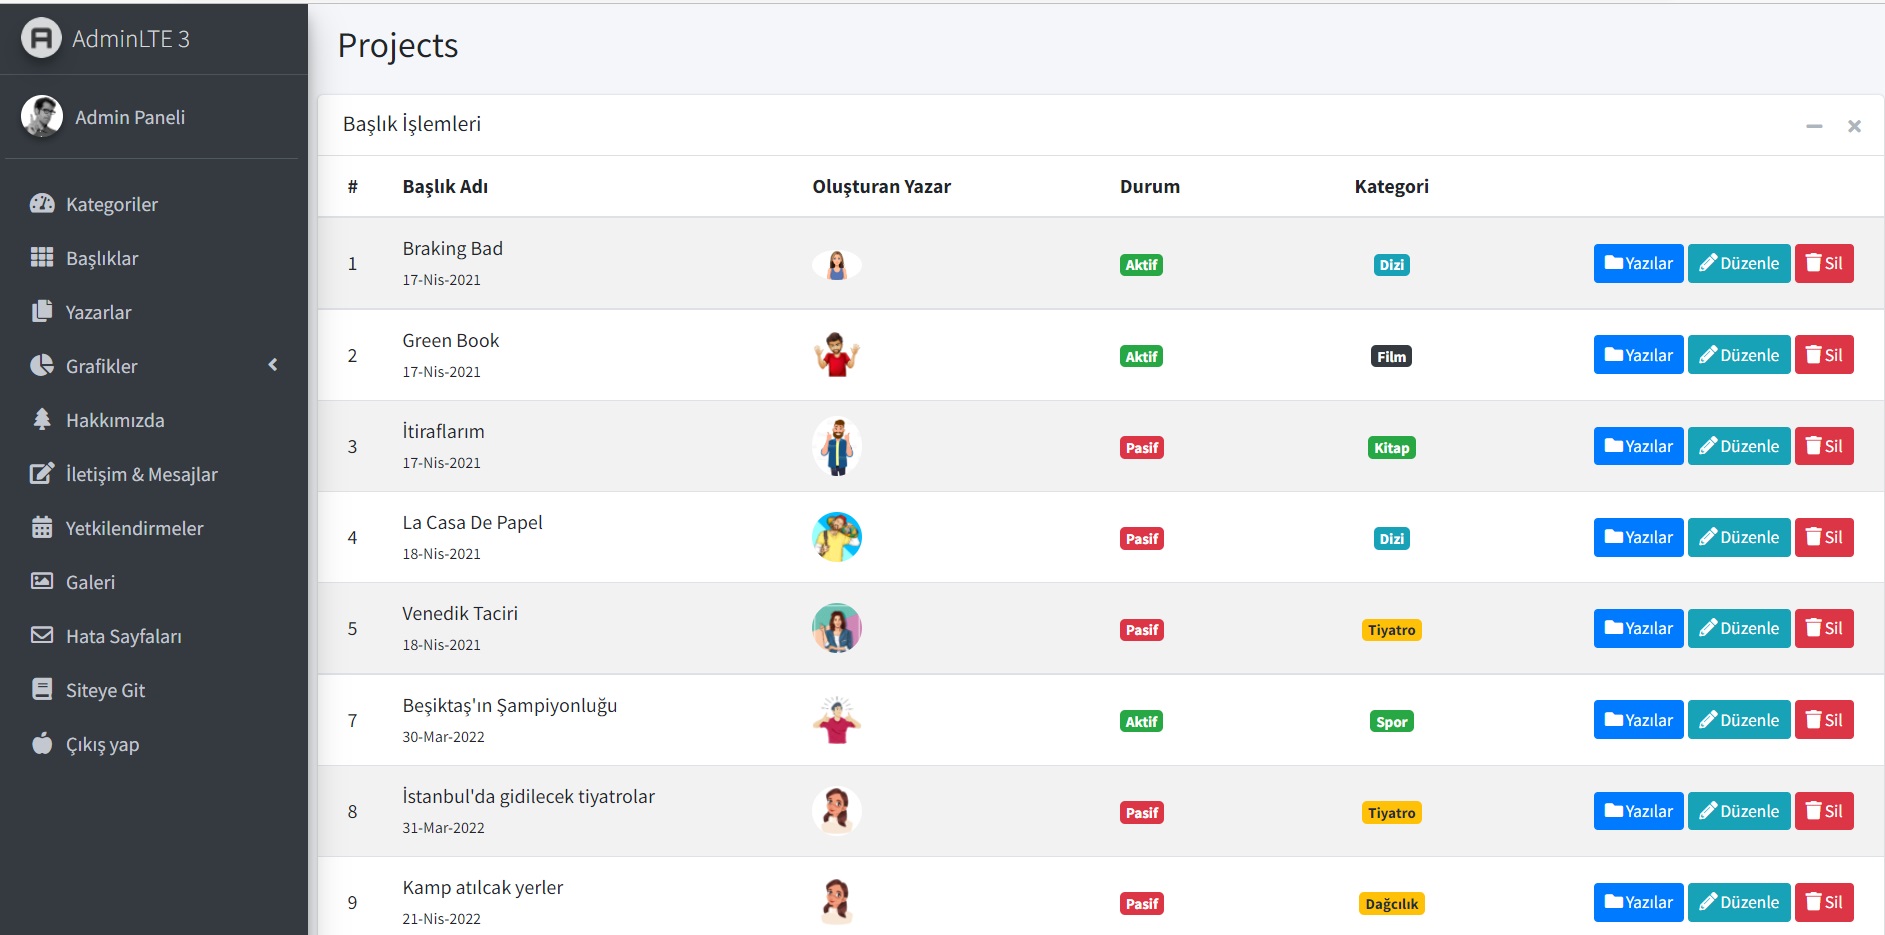 AdminLTE 3
Admin Paneli
Kategoriler
Başlıklar
Yazarlar
Grafikler
Hakkımızda
İletişim & Mesajlar
Yetkilendirmeler
Galeri
Hata Sayfaları
Siteye Git
Çıkış yap
Projects
Başlık İşlemleri
# Başlık Adı Oluşturan Yazar Durum Kategori
1 Braking Bad Aktif Dizi Yazılar Düzenle Sil
17-Nis-2021
2 Green Book Aktif Film Yazılar Düzenle Sil
17-Nis-2021
3 İtiraflarım Pasif Kitap Yazılar Düzenle Sil
17-Nis-2021
4 La Casa De Papel Pasif Dizi Yazılar Düzenle Sil
18-Nis-2021
5 Venedik Taciri Pasif Tiyatro Yazılar Düzenle Sil
18-Nis-2021
7 Beşiktaş'ın Şampiyonluğu Aktif Spor Yazılar Düzenle Sil
30-Mar-2022
8 İstanbul'da gidilecek tiyatrolar Pasif Tiyatro Yazılar Düzenle Sil
31-Mar-2022
9 Kamp atılcak yerler Pasif Dağcılık Yazılar Düzenle Sil
21-Nis-2022